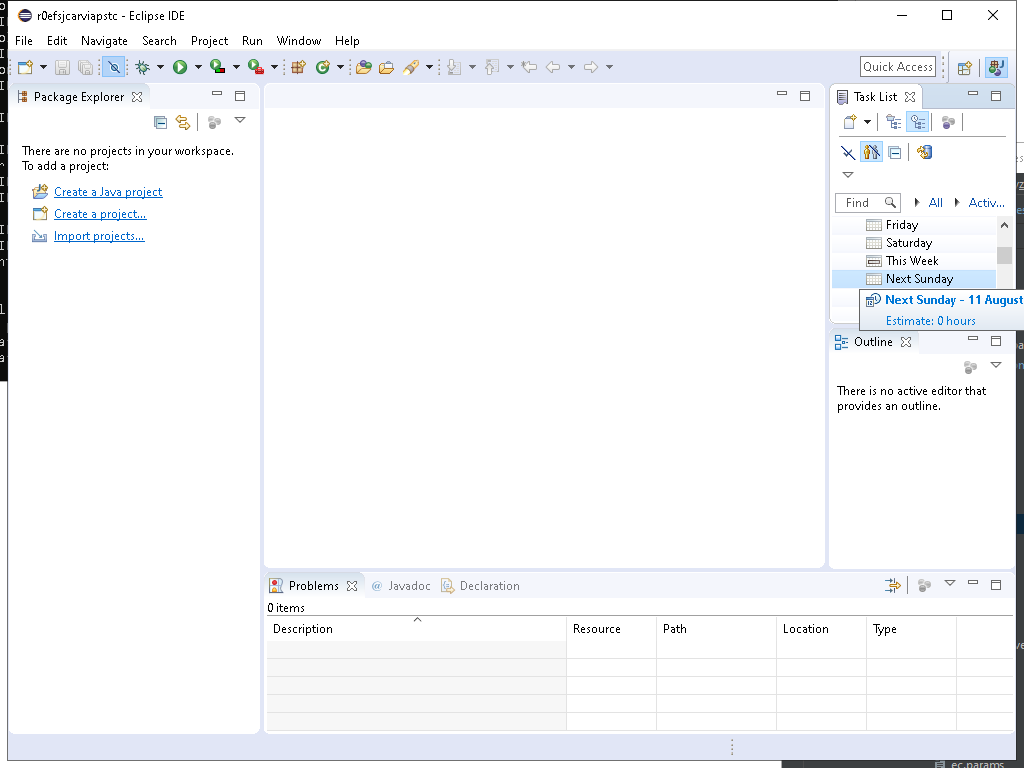 r0efsjcarviapstc - Eclipse IDE
File Edit Navigate Search Project Run Window Help
Quick Access
Package Explorer
There are no projects in your workspace.
To add a project:
Create a Java project
Create a project...
Import projects...
Task List
Find
All
Activ...
Friday
Saturday
This Week
Next Sunday
Next Sunday - 11 August
Estimate: 0 hours
Outline
There is no active editor that
provides an outline.
Problems
@ Javadoc
Declaration
0 items
Description Resource Path Location Type
ec.params